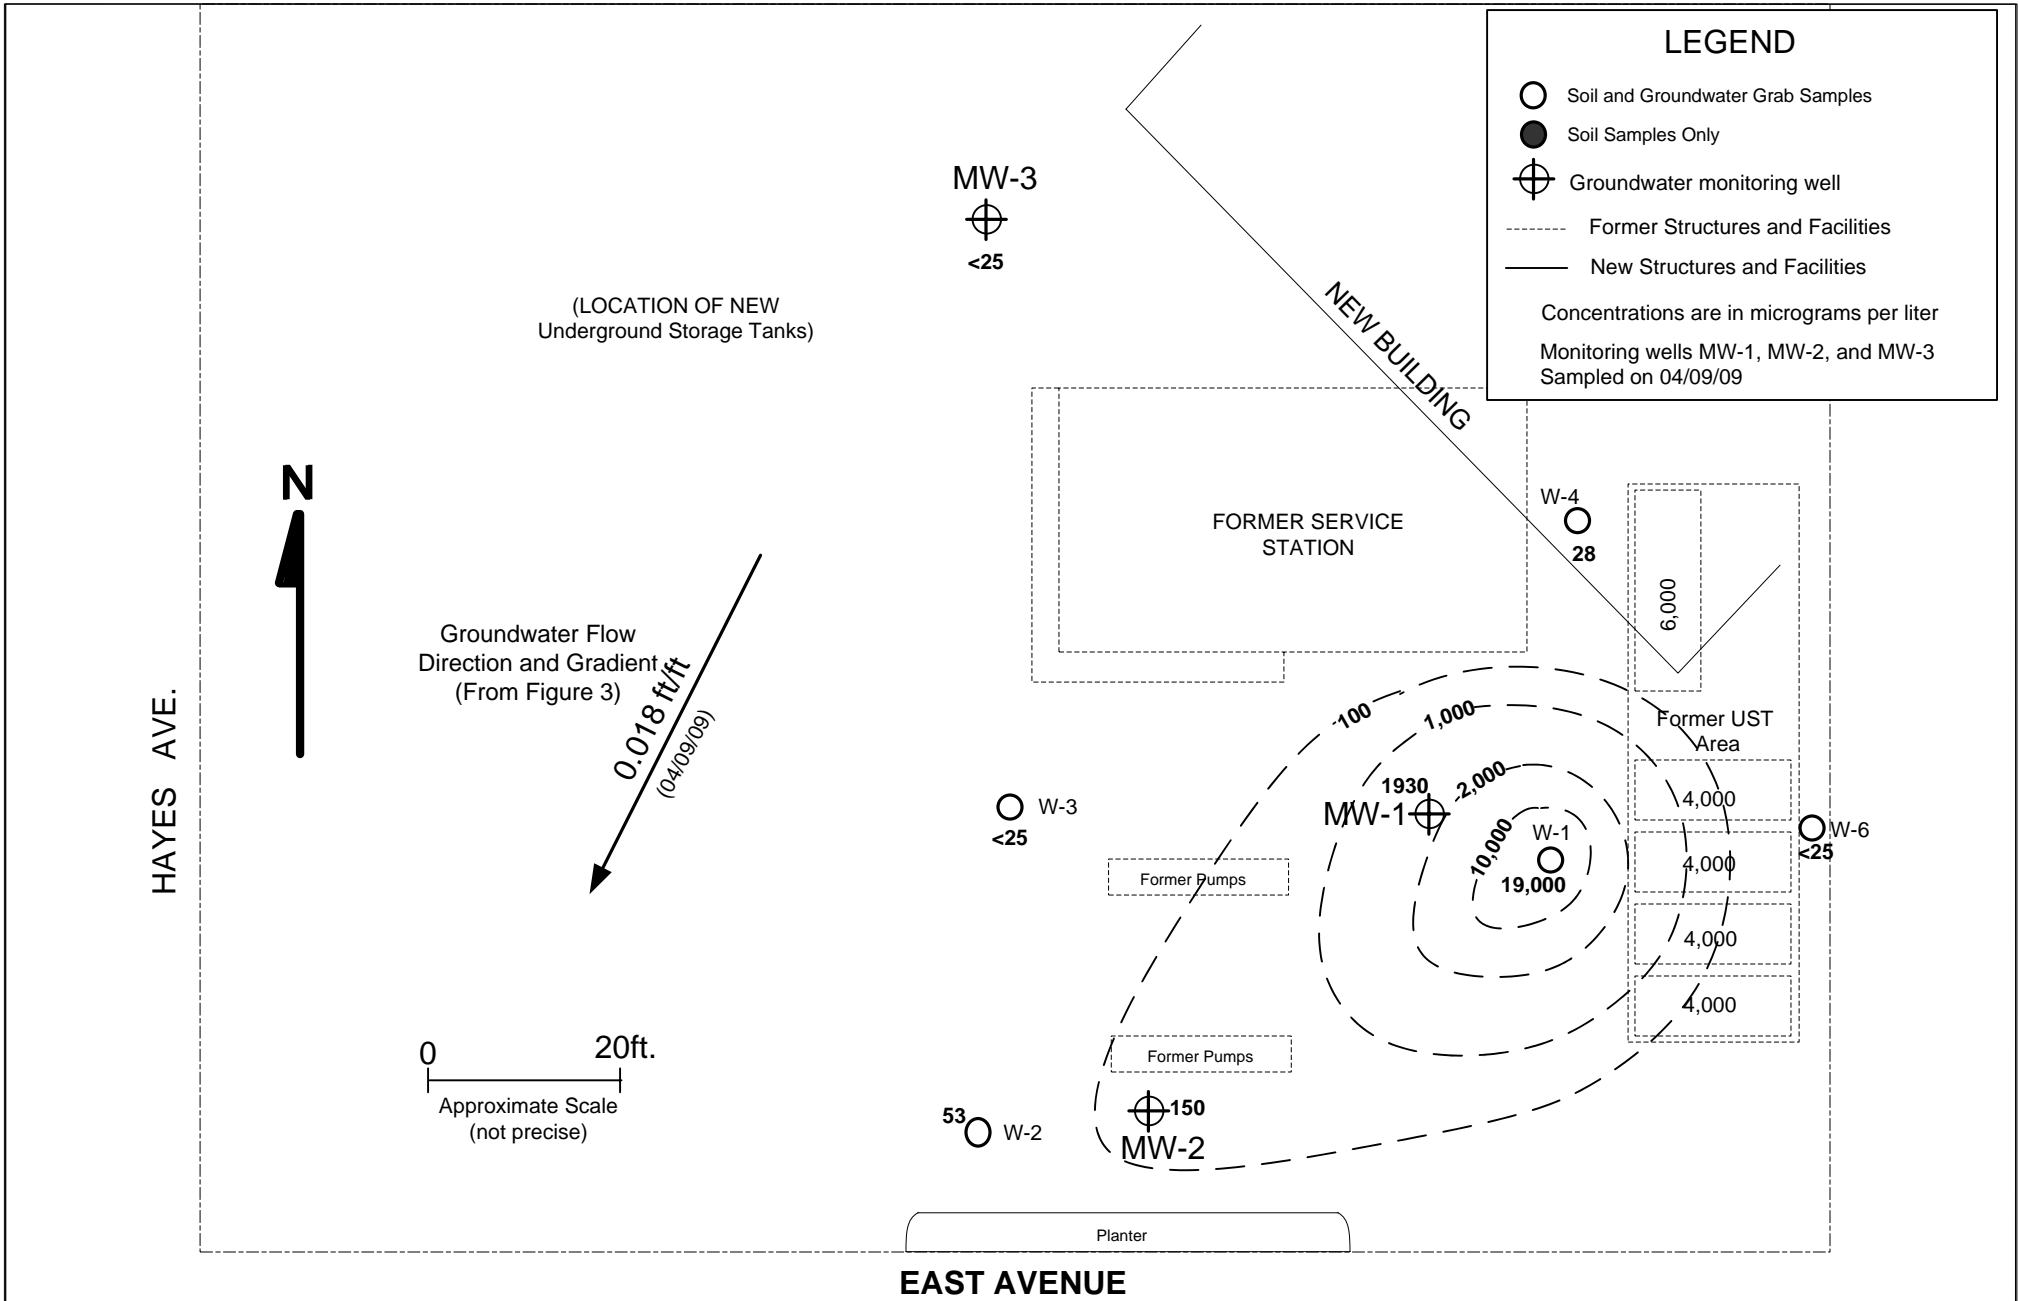 LEGEND
Soil and Groundwater Grab Samples
Soil Samples Only
Groundwater monitoring well
Former Structures and Facilities
New Structures and Facilities
Concentrations are in micrograms per liter
Monitoring wells MW-1, MW-2, and MW-3
Sampled on 04/09/09
MW-3
<25
(LOCATION OF NEW
Underground Storage Tanks)
NEW BUILDING
N
FORMER SERVICE
STATION
W-4
28
6,000
Groundwater Flow
Direction and Gradient
(From Figure 3)
0.018 ft/ft
(04/09/09)
HAYES AVE.
100
1,000
Former UST
Area
2,000
1930
MW-1
10,000
W-1
19,000
4,000
4,000
4,000
4,000
W-6
<25
W-3
<25
Former Pumps
Former Pumps
0
20ft.
Approximate Scale
(not precise)
53
W-2
150
MW-2
Planter
EAST AVENUE